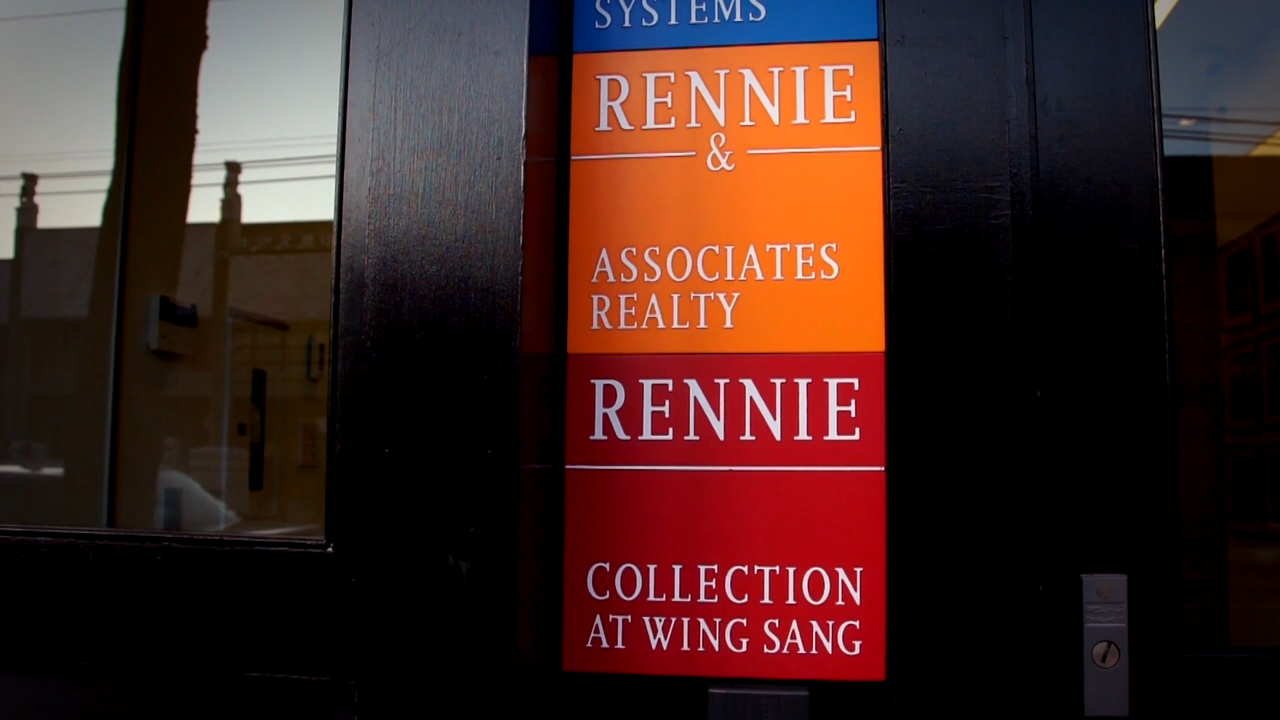 SYSTEMS
RENNIE
&
ASSOCIATES
REALTY
RENNIE
COLLECTION
AT WING SANG